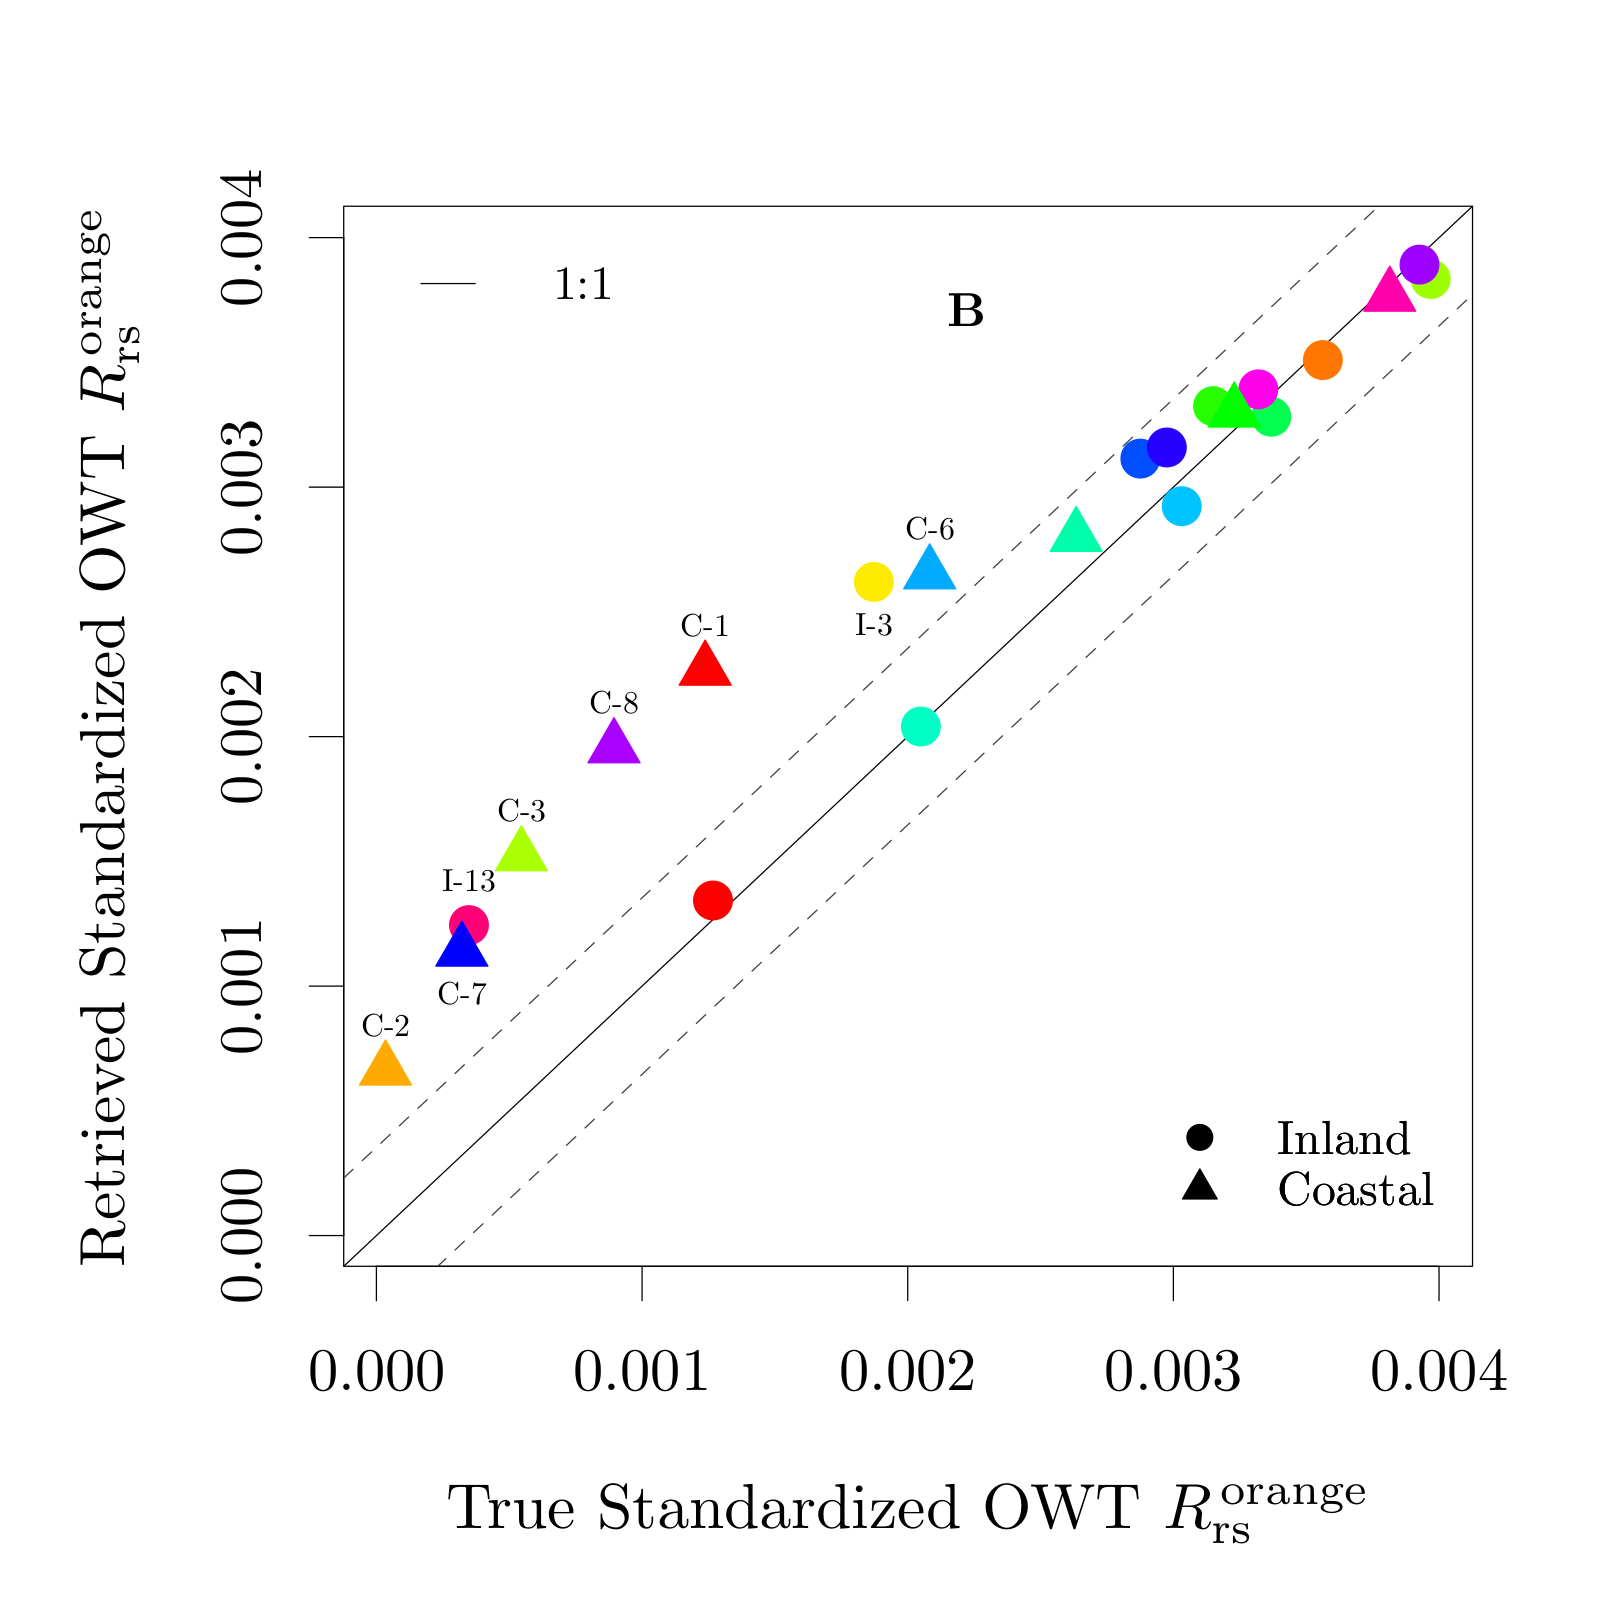 1:1
B
C-6
I-3
C-1
C-8
C-3
I-13
C-7
C-2
Inland
Coastal
0.004
0.003
0.002
0.001
0.000
Retrieved Standardized OWT R_rs^orange
0.000 0.001 0.002 0.003 0.004
True Standardized OWT R_rs^orange